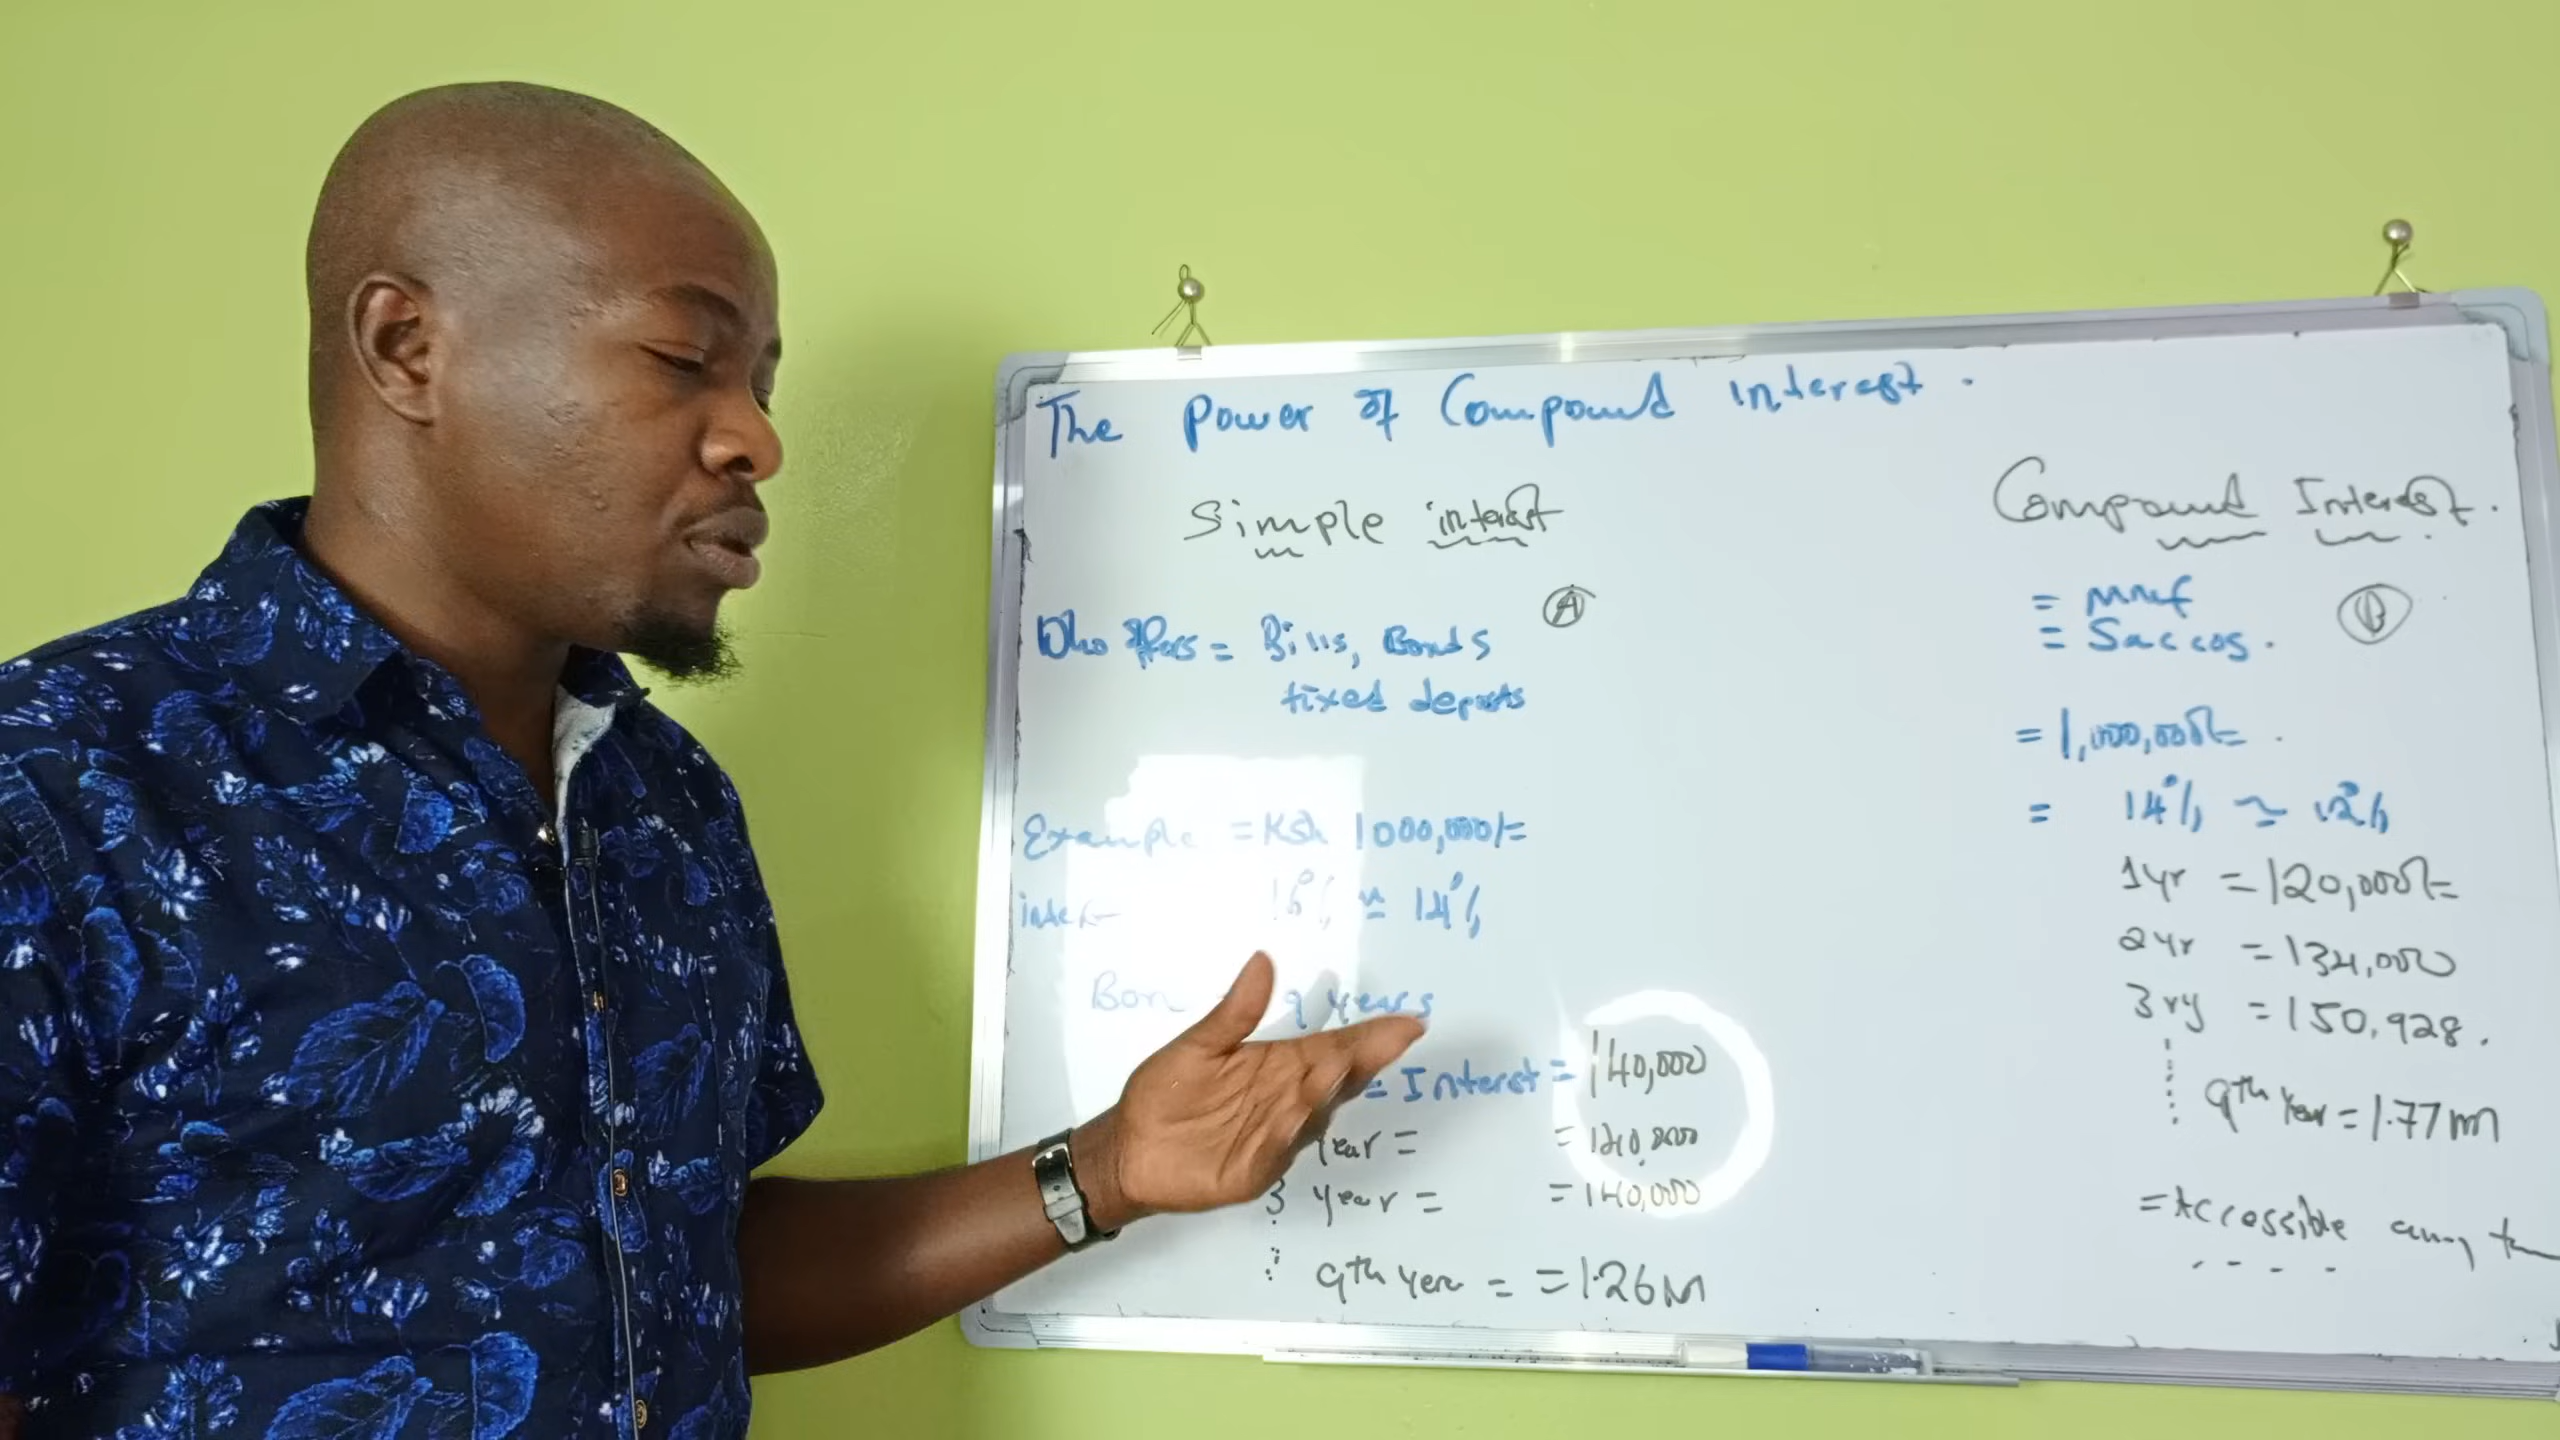 The Power of Compound interest.
Simple interest
A
Who offers = Bills, Bonds
fixed deposits
Example = Ksh 1000,000/=
16% ≈ 14%
9 years
= Interest = 140,000
Year = = 140,000
3 year = = 140,000
9th Year = = 1.26M
Compound Interest.
= MMF
B
= Saccos.
= 1,000,000/= .
= 14% ≈ 12%
1yr = 120,000/=
2yr = 134,000
3ry = 150,928.
9th Year = 1.77m
= Accessible any